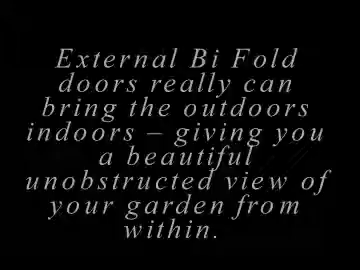 External Bi Fold
doors really can
bring the outdoors
indoors – giving you
a beautiful
unobstructed view of
your garden from
within.